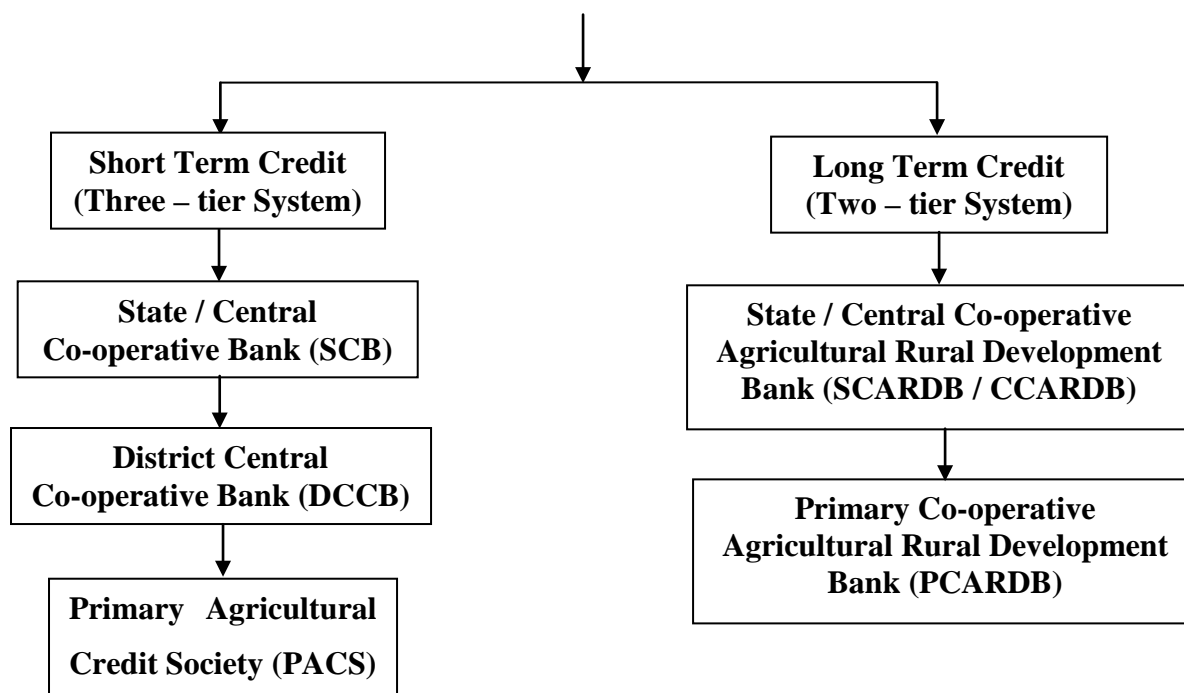 Short Term Credit
(Three – tier System)
State / Central
Co-operative Bank (SCB)
District Central
Co-operative Bank (DCCB)
Primary Agricultural
Credit Society (PACS)
Long Term Credit
(Two – tier System)
State / Central Co-operative
Agricultural Rural Development
Bank (SCARDB / CCARDB)
Primary Co-operative
Agricultural Rural Development
Bank (PCARDB)